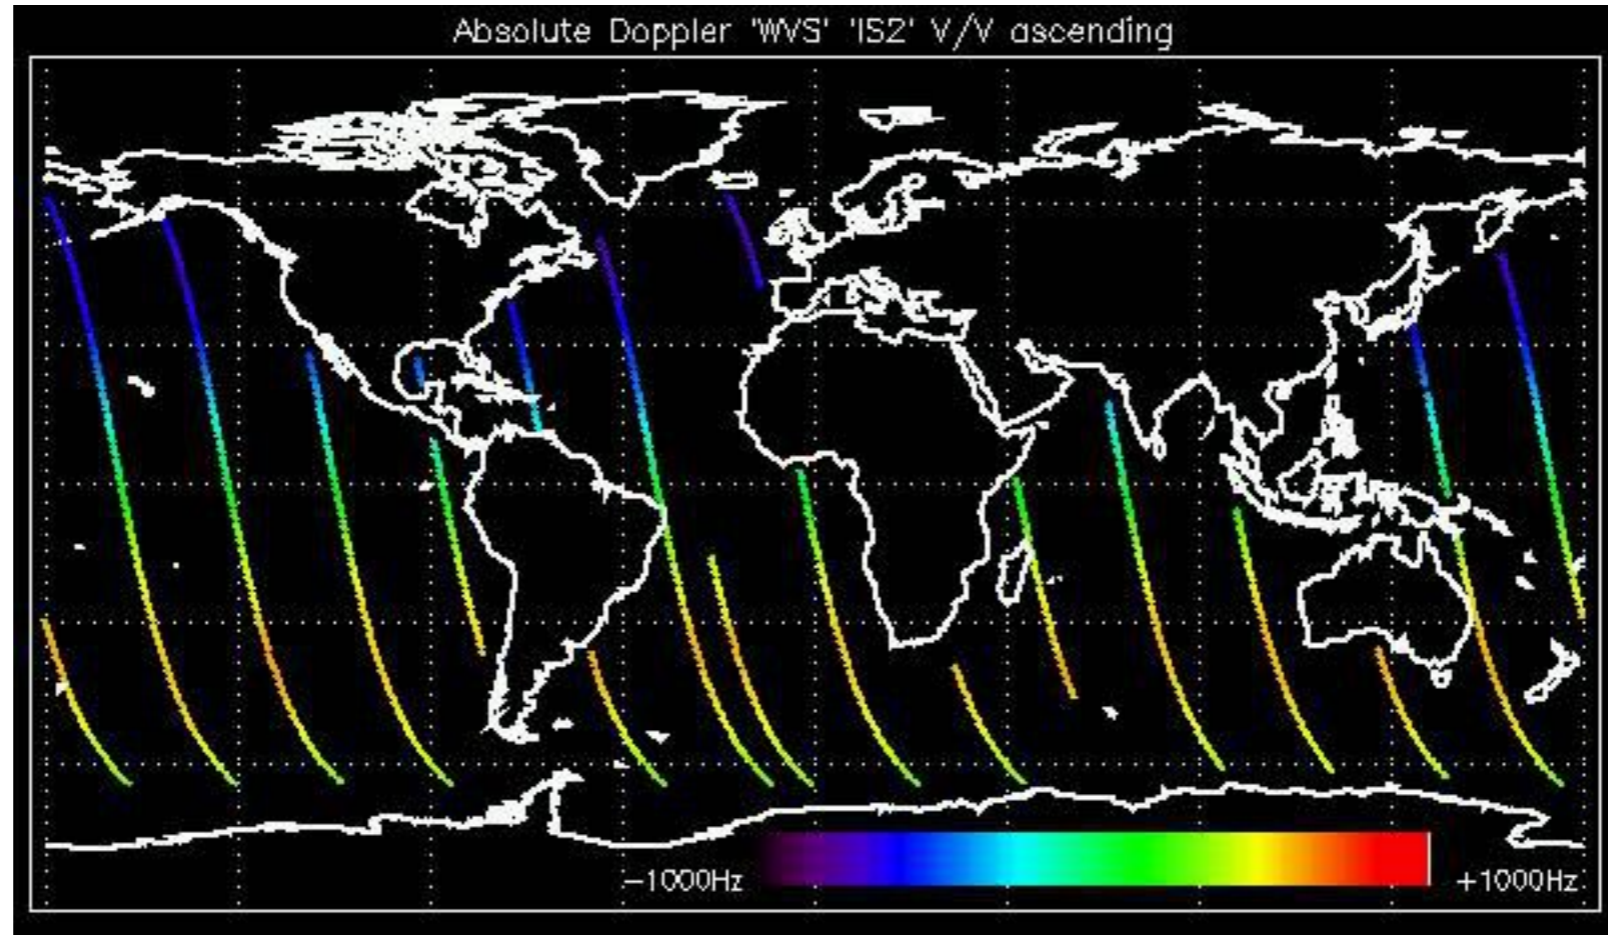 Absolute Doppler 'WVS' 'IS2' V/V ascending
−1000Hz
+1000Hz